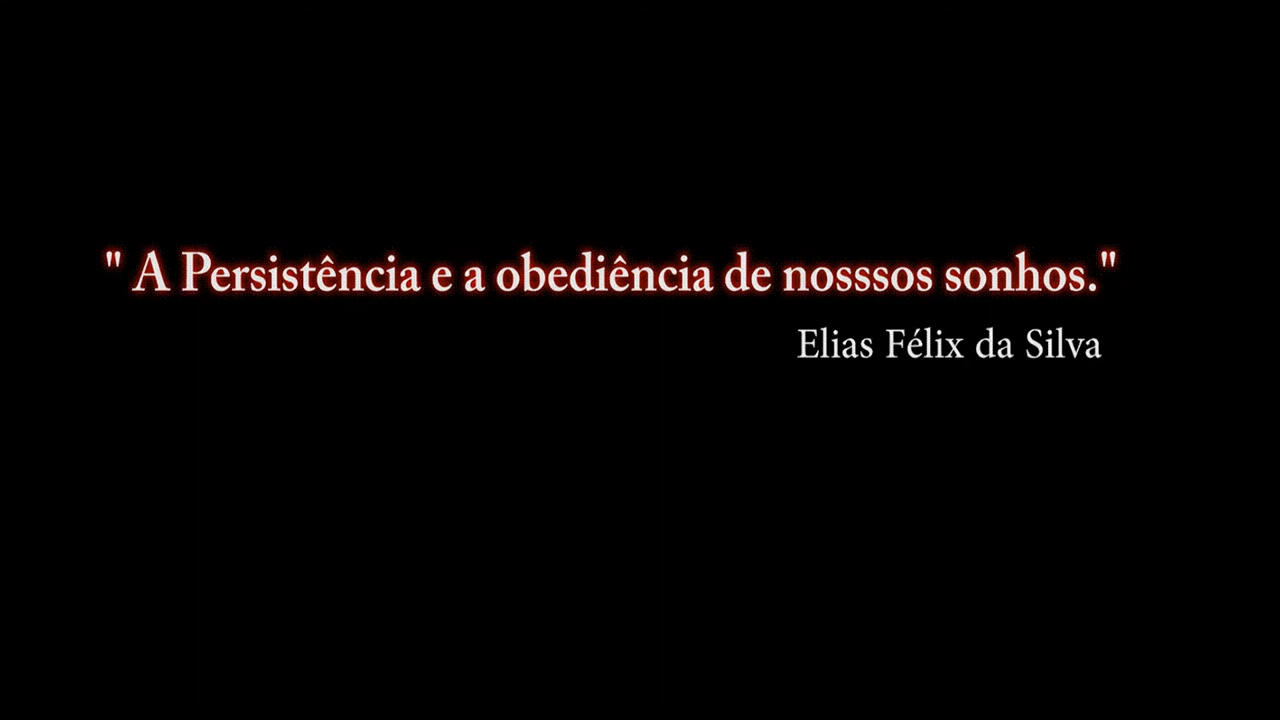 " A Persistência e a obediência de nosssos sonhos."
Elias Félix da Silva